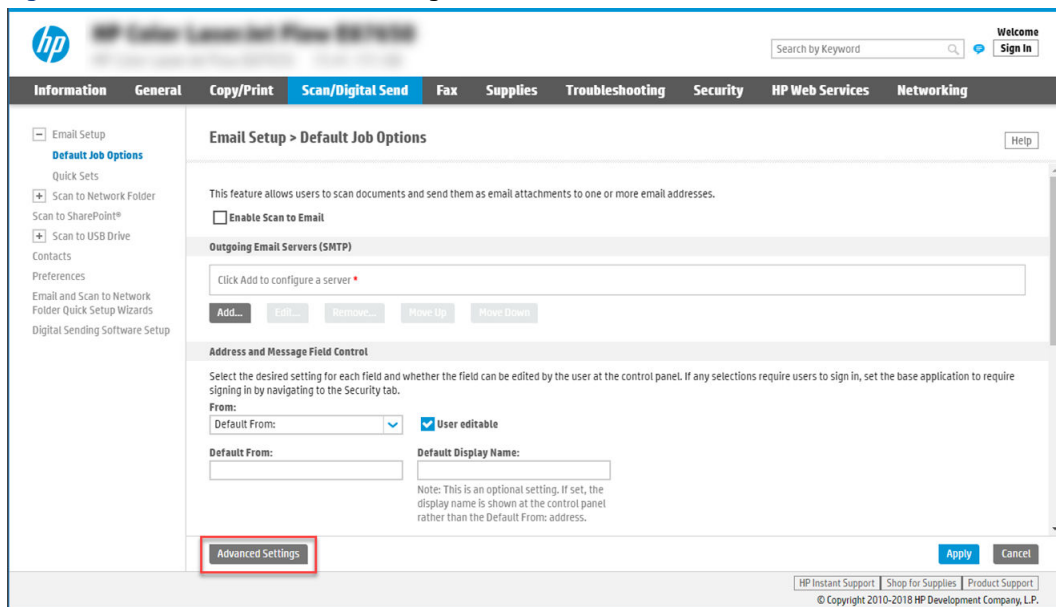 hp
Welcome
Search by Keyword
Sign In
Information General Copy/Print Scan/Digital Send Fax Supplies Troubleshooting Security HP Web Services Networking
Email Setup
Default Job Options
Quick Sets
Scan to Network Folder
Scan to SharePoint®
Scan to USB Drive
Contacts
Preferences
Email and Scan to Network
Folder Quick Setup Wizards
Digital Sending Software Setup
Email Setup > Default Job Options
Help
This feature allows users to scan documents and send them as email attachments to one or more email addresses.
Enable Scan to Email
Outgoing Email Servers (SMTP)
Click Add to configure a server *
Add... Edit... Remove... Move Up Move Down
Address and Message Field Control
Select the desired setting for each field and whether the field can be edited by the user at the control panel. If any selections require users to sign in, set the base application to require
signing in by navigating to the Security tab.
From:
Default From: User editable
Default From: Default Display Name:
Note: This is an optional setting. If set, the
display name is shown at the control panel
rather than the Default From: address.
Advanced Settings Apply Cancel
HP Instant Support Shop for Supplies Product Support
© Copyright 2010-2018 HP Development Company, L.P.